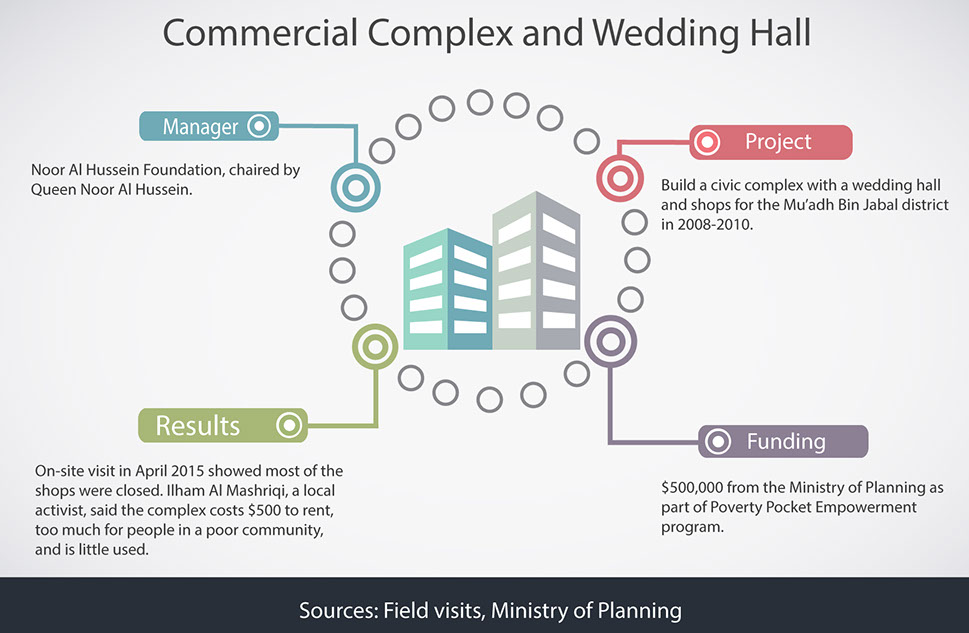 Commercial Complex and Wedding Hall
Manager
Noor Al Hussein Foundation, chaired by
Queen Noor Al Hussein.
Project
Build a civic complex with a wedding hall
and shops for the Mu’adh Bin Jabal district
in 2008-2010.
Results
On-site visit in April 2015 showed most of the
shops were closed. Ilham Al Mashriqi, a local
activist, said the complex costs $500 to rent,
too much for people in a poor community,
and is little used.
Funding
$500,000 from the Ministry of Planning as
part of Poverty Pocket Empowerment
program.
Sources: Field visits, Ministry of Planning